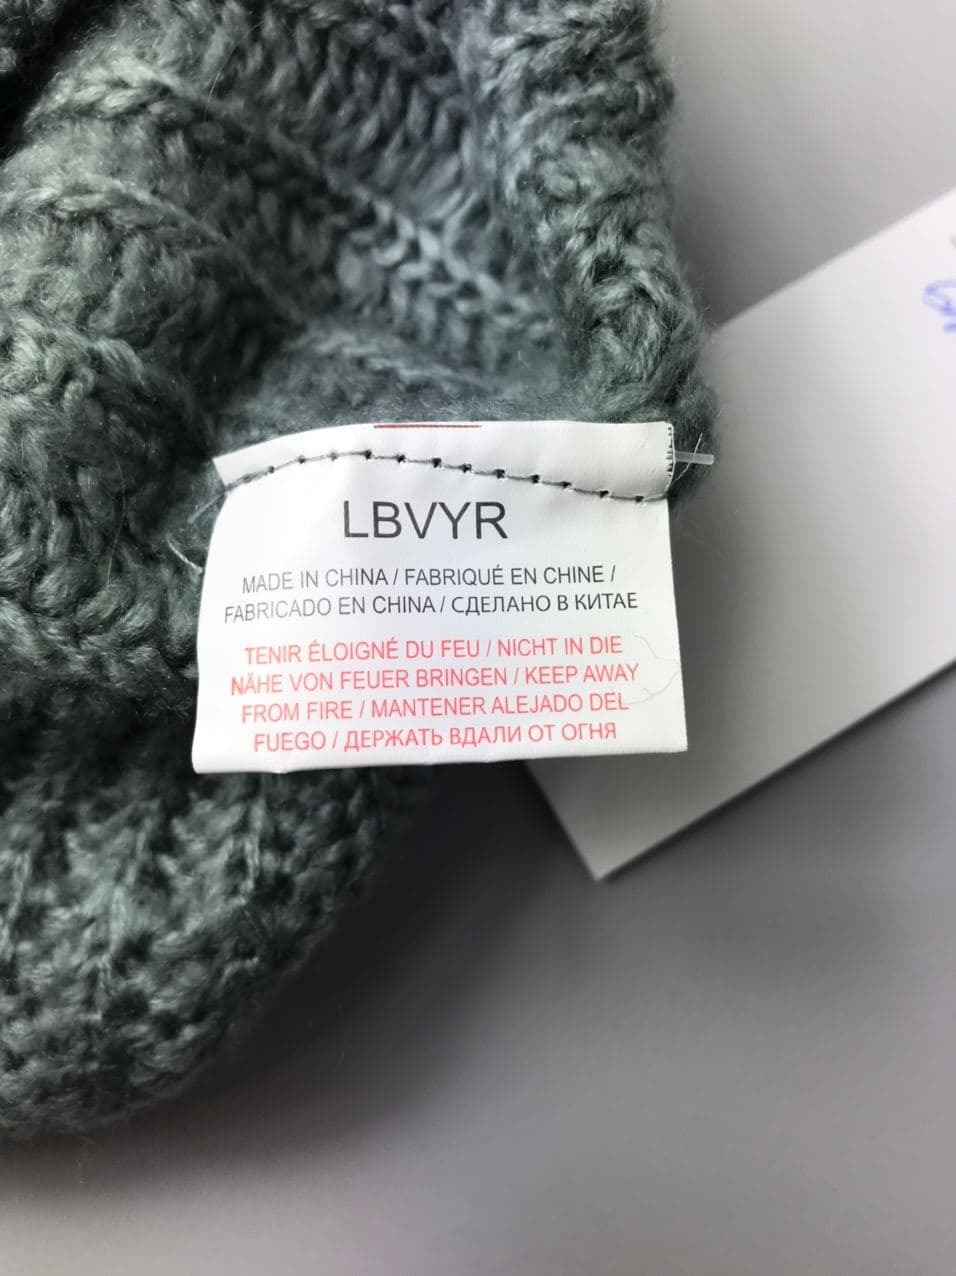 LBVYR
MADE IN CHINA / FABRIQUÉ EN CHINE /
FABRICADO EN CHINA / СДЕЛАНО В КИТАЕ
TENIR ÉLOIGNÉ DU FEU / NICHT IN DIE
NÄHE VON FEUER BRINGEN / KEEP AWAY
FROM FIRE / MANTENER ALEJADO DEL
FUEGO / ДЕРЖАТЬ ВДАЛИ ОТ ОГНЯ